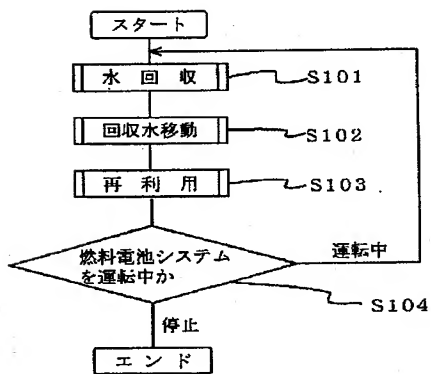 スタート
水回収
S101
回収水移動
S102
再利用
S103
燃料電池システム
を運転中か
運転中
S104
停止
エンド